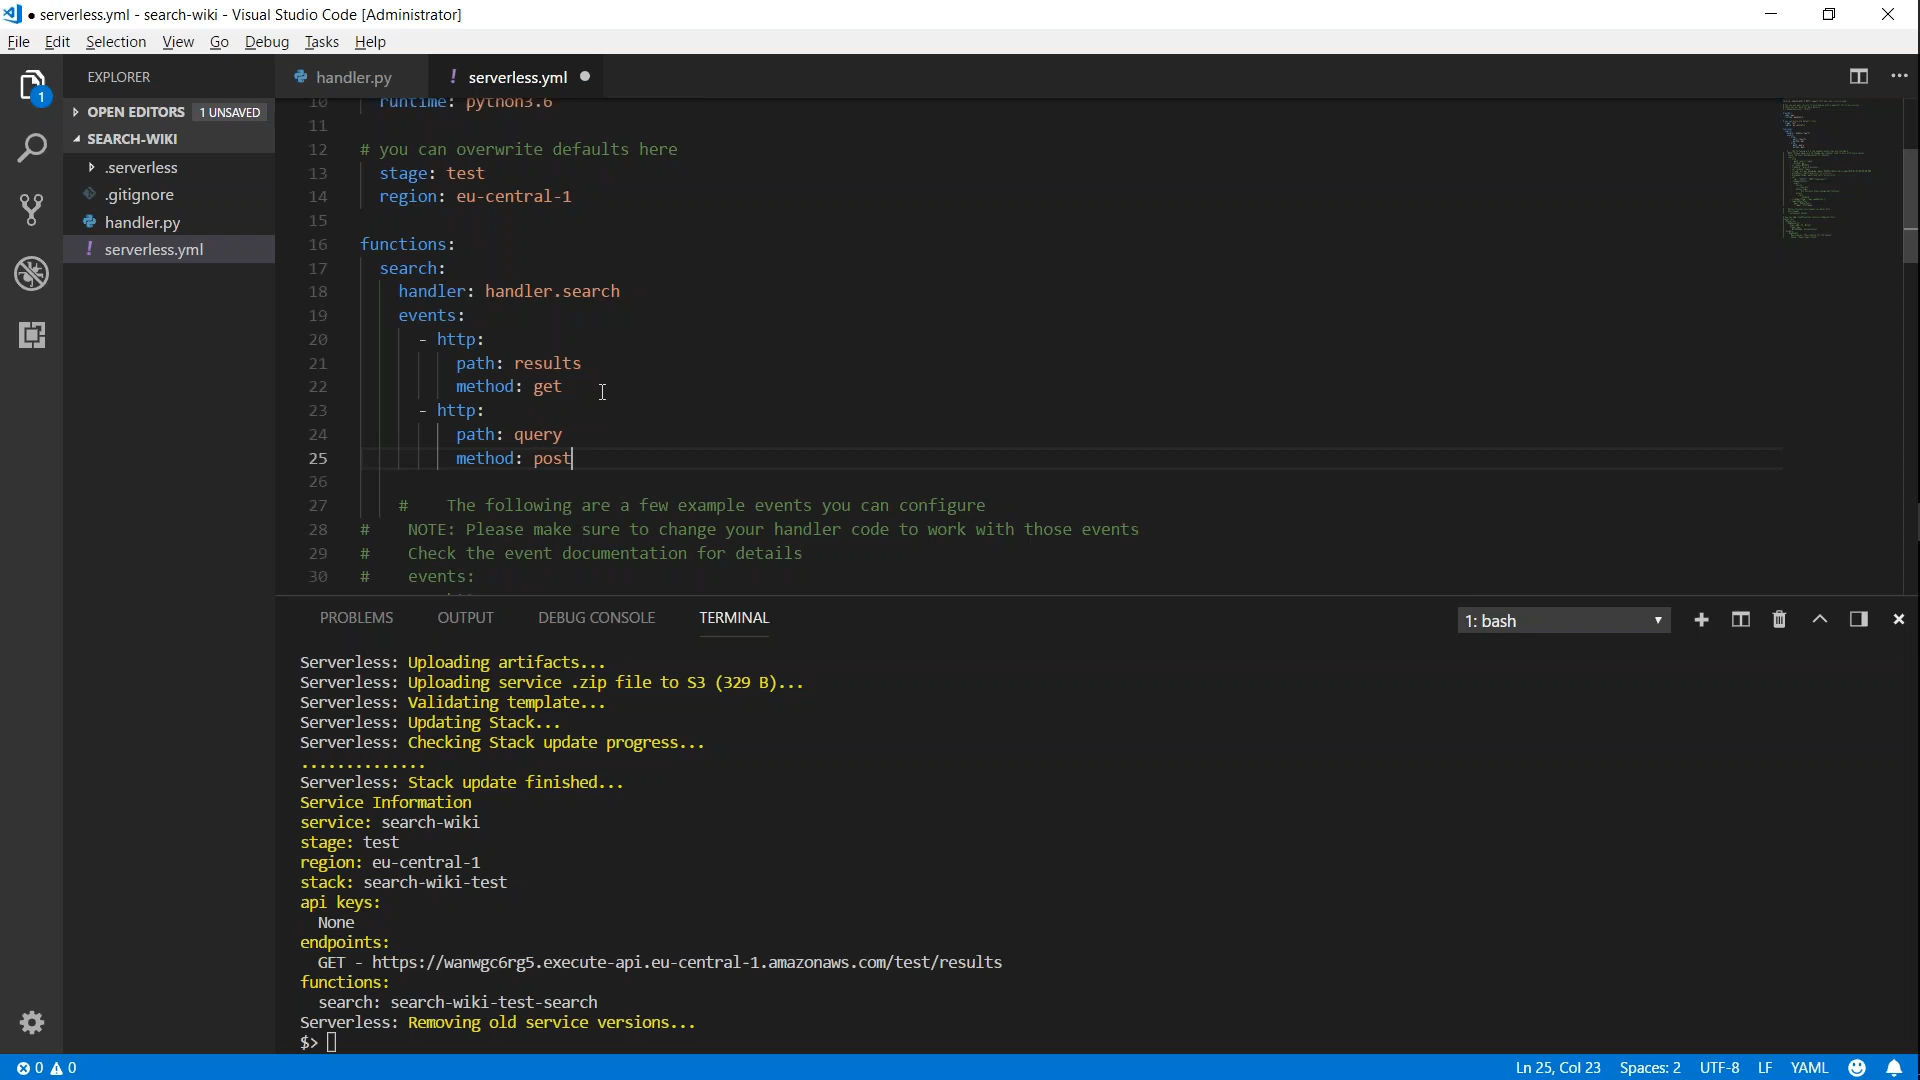 ● serverless.yml - search-wiki - Visual Studio Code [Administrator]
File Edit Selection View Go Debug Tasks Help
EXPLORER
OPEN EDITORS 1 UNSAVED
SEARCH-WIKI
.serverless
.gitignore
handler.py
serverless.yml
1
handler.py
! serverless.yml ●
10 runtime: python3.6
11
12 # you can overwrite defaults here
13 stage: test
14 region: eu-central-1
15
16 functions:
17 search:
18 handler: handler.search
19 events:
20 - http:
21 path: results
22 method: get
23 - http:
24 path: query
25 method: post
26
27 # The following are a few example events you can configure
28 # NOTE: Please make sure to change your handler code to work with those events
29 # Check the event documentation for details
30 # events:
PROBLEMS OUTPUT DEBUG CONSOLE TERMINAL
1: bash
Serverless: Uploading artifacts...
Serverless: Uploading service .zip file to S3 (329 B)...
Serverless: Validating template...
Serverless: Updating Stack...
Serverless: Checking Stack update progress...
..............
Serverless: Stack update finished...
Service Information
service: search-wiki
stage: test
region: eu-central-1
stack: search-wiki-test
api keys:
None
endpoints:
GET - https://wanwgc6rg5.execute-api.eu-central-1.amazonaws.com/test/results
functions:
search: search-wiki-test-search
Serverless: Removing old service versions...
$>
0 0
Ln 25, Col 23 Spaces: 2 UTF-8 LF YAML